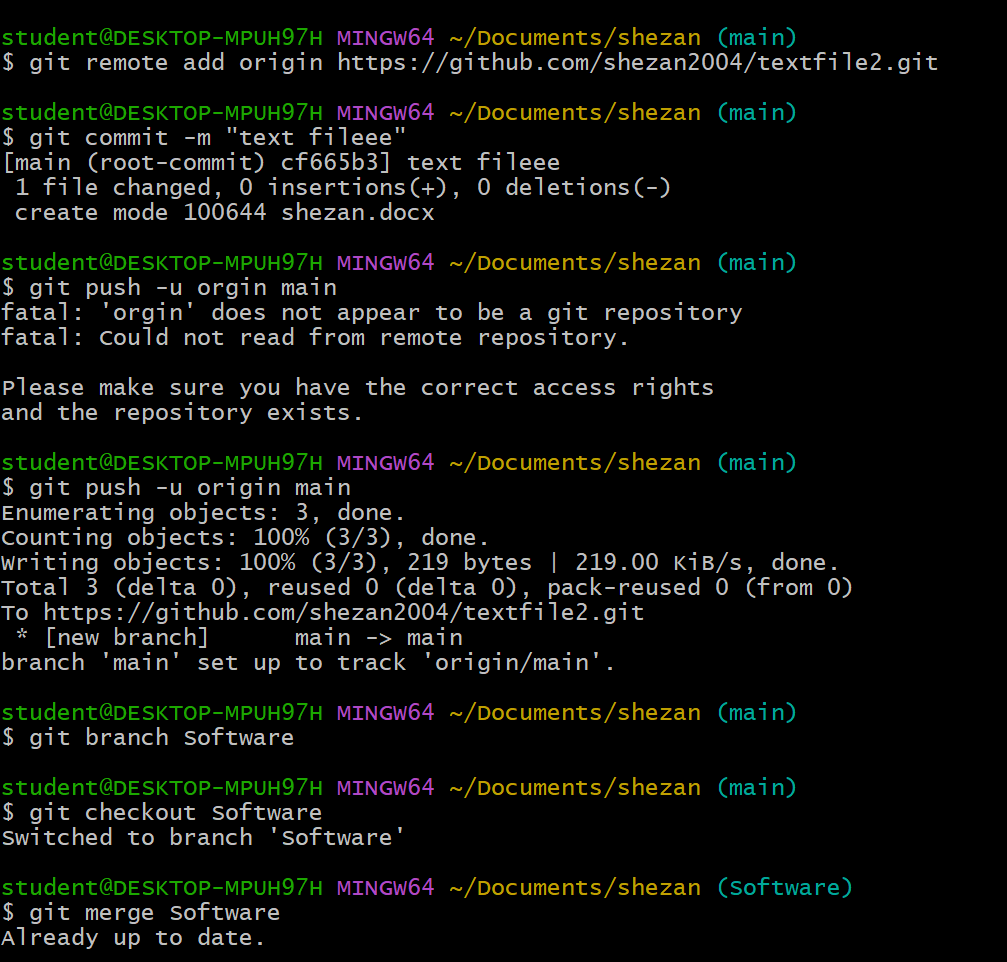 student@DESKTOP-MPUH97H MINGW64 ~/Documents/shezan (main)
$ git remote add origin https://github.com/shezan2004/textfile2.git
student@DESKTOP-MPUH97H MINGW64 ~/Documents/shezan (main)
$ git commit -m "text fileee"
[main (root-commit) cf665b3] text fileee
 1 file changed, 0 insertions(+), 0 deletions(-)
 create mode 100644 shezan.docx
student@DESKTOP-MPUH97H MINGW64 ~/Documents/shezan (main)
$ git push -u orgin main
fatal: 'orgin' does not appear to be a git repository
fatal: Could not read from remote repository.
Please make sure you have the correct access rights
and the repository exists.
student@DESKTOP-MPUH97H MINGW64 ~/Documents/shezan (main)
$ git push -u origin main
Enumerating objects: 3, done.
Counting objects: 100% (3/3), done.
Writing objects: 100% (3/3), 219 bytes | 219.00 KiB/s, done.
Total 3 (delta 0), reused 0 (delta 0), pack-reused 0 (from 0)
To https://github.com/shezan2004/textfile2.git
 * [new branch]      main -> main
branch 'main' set up to track 'origin/main'.
student@DESKTOP-MPUH97H MINGW64 ~/Documents/shezan (main)
$ git branch Software
student@DESKTOP-MPUH97H MINGW64 ~/Documents/shezan (main)
$ git checkout Software
Switched to branch 'Software'
student@DESKTOP-MPUH97H MINGW64 ~/Documents/shezan (Software)
$ git merge Software
Already up to date.